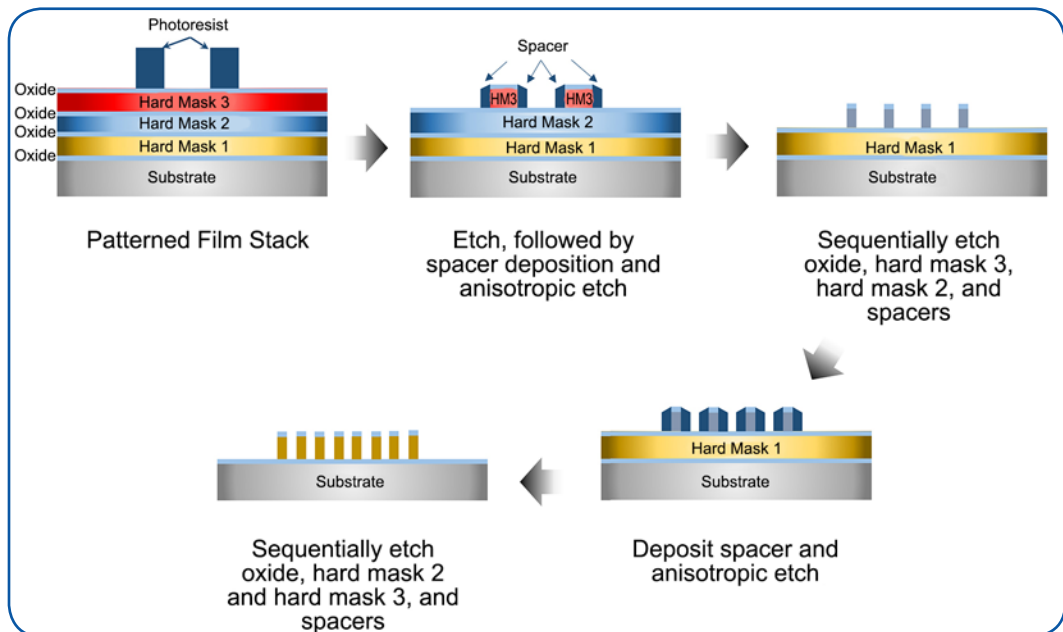 Photoresist
Oxide
Hard Mask 3
Oxide
Hard Mask 2
Oxide
Hard Mask 1
Oxide
Substrate
Patterned Film Stack
Spacer
HM3
HM3
Hard Mask 2
Hard Mask 1
Substrate
Etch, followed by
spacer deposition and
anisotropic etch
Hard Mask 1
Substrate
Sequentially etch
oxide, hard mask 3,
hard mask 2, and
spacers
Hard Mask 1
Substrate
Deposit spacer and
anisotropic etch
Substrate
Sequentially etch
oxide, hard mask 2
and hard mask 3, and
spacers